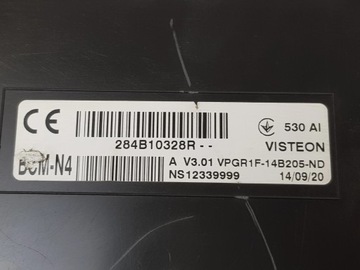 CE 530 AI
284B10328R-- VISTEON
BCM-N4 A V3.01 VPGR1F-14B205-ND
NS12339999 14/09/20